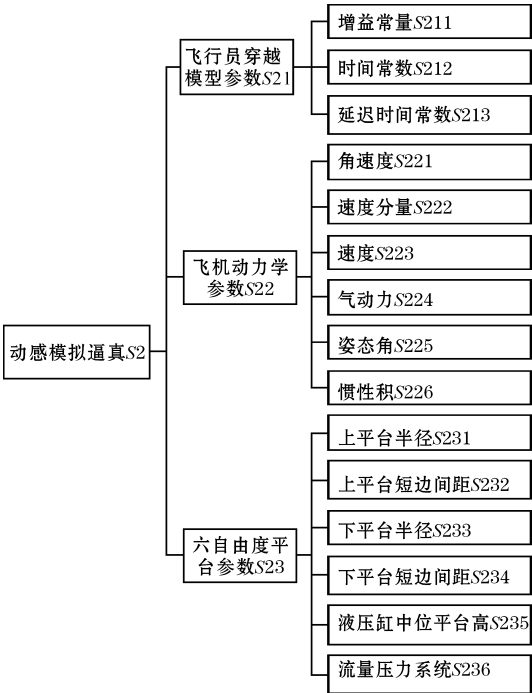 动感模拟逼真S2
飞行员穿越
模型参数S21
增益常量S211
时间常数S212
延迟时间常数S213
飞机动力学
参数S22
角速度S221
速度分量S222
速度S223
气动力S224
姿态角S225
惯性积S226
六自由度平
台参数S23
上平台半径S231
上平台短边间距S232
下平台半径S233
下平台短边间距S234
液压缸中位平台高S235
流量压力系统S236